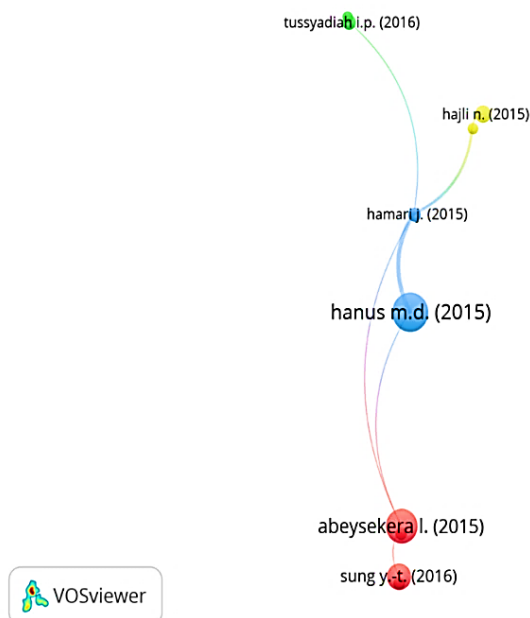 tussyadiah i.p. (2016)
hajli n. (2015)
hamari j. (2015)
hanus m.d. (2015)
abeysekera l. (2015)
sung y.-t. (2016)
VOSviewer